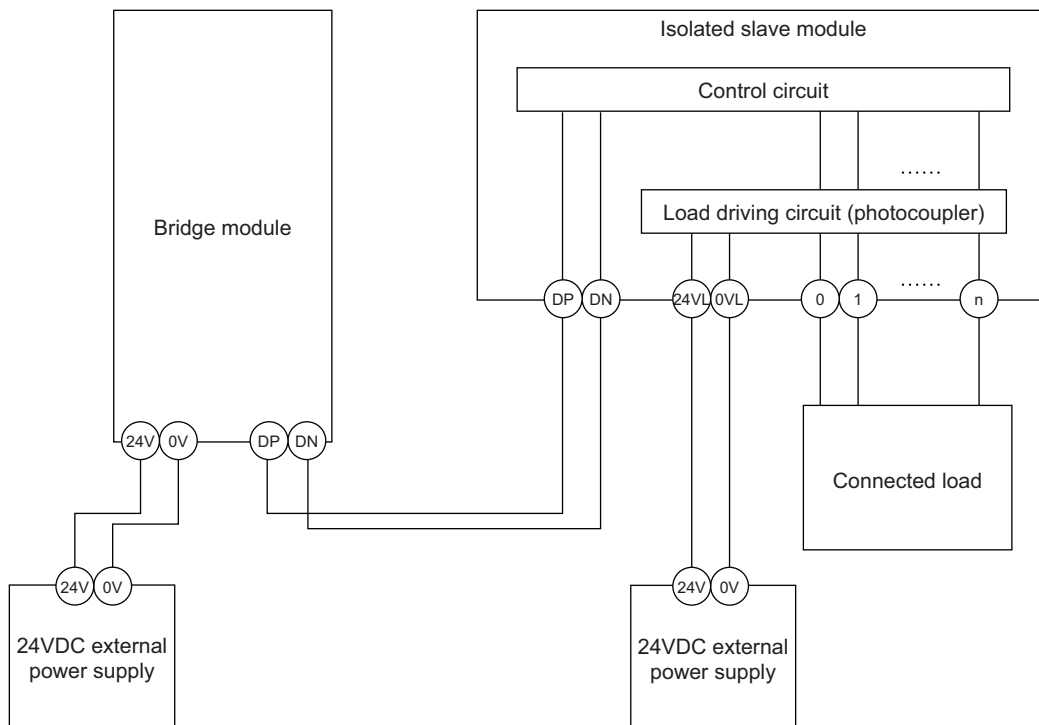 Isolated slave module
Control circuit
......
Load driving circuit (photocoupler)
Bridge module
......
DP DN 24VL 0VL 0 1 n
24V 0V DP DN
Connected load
24V 0V
24VDC external
power supply
24V 0V
24VDC external
power supply